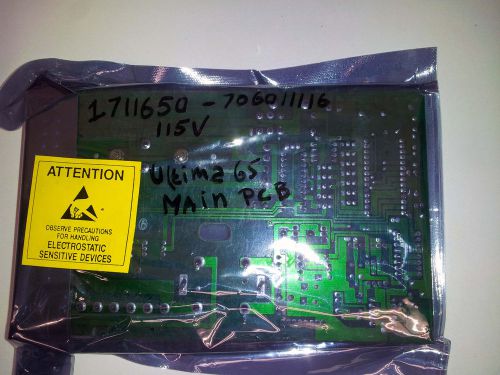 1711650 - 706011116
115V
Ultima 65
MAin PCB
ATTENTION
OBSERVE PRECAUTIONS
FOR HANDLING
ELECTROSTATIC
SENSITIVE DEVICES